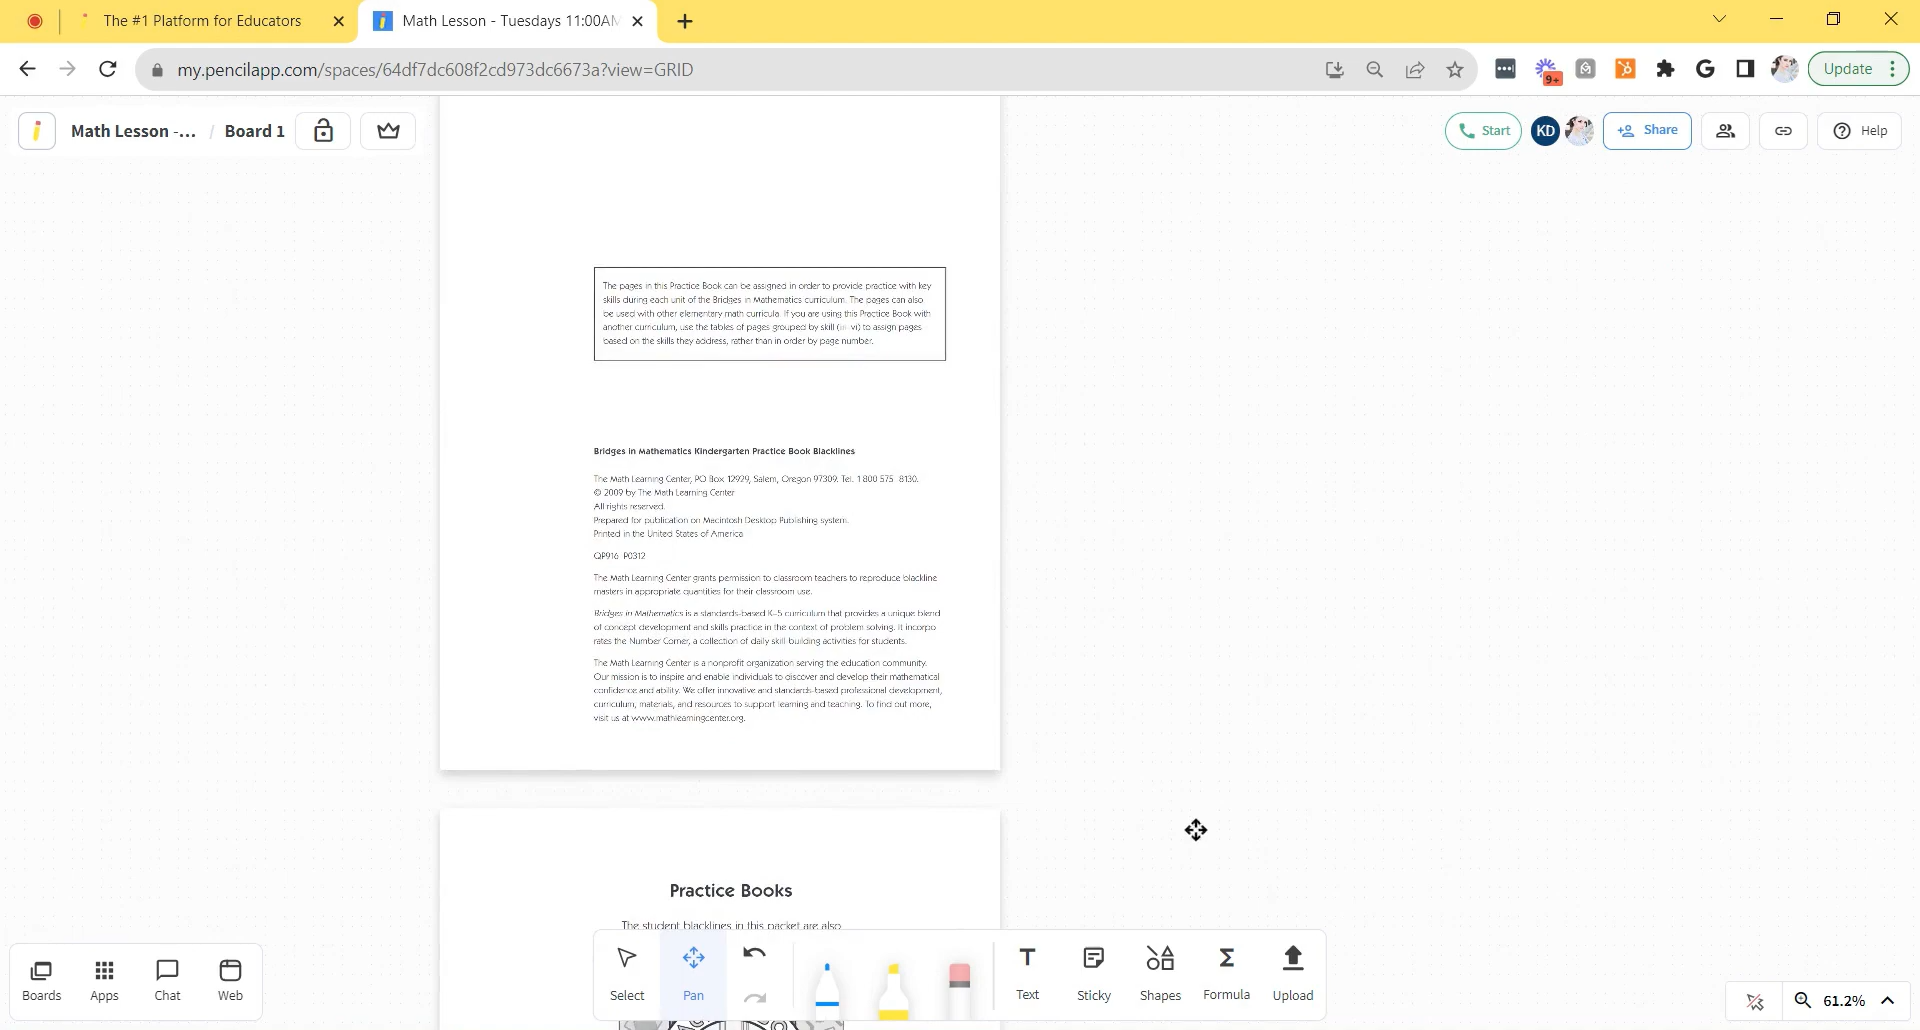 The #1 Platform for Educators
Math Lesson - Tuesdays 11:00AM
my.pencilapp.com/spaces/64df7dc608f2cd973dc6673a?view=GRID
9+
Update
Math Lesson -... / Board 1
Start
KD
Share
Help
The pages in this Practice Book can be assigned in order to provide practice with key
skills during each unit of the Bridges in Mathematics curriculum. The pages can also
be used with other elementary math curricula. If you are using this Practice Book with
another curriculum, use the tables of pages grouped by skill (iii-vi) to assign pages
based on the skills they address, rather than in order by page number.
Bridges in Mathematics Kindergarten Practice Book Blacklines
The Math Learning Center, PO Box 12929, Salem, Oregon 97309. Tel. 1 800 575 8130.
© 2009 by The Math Learning Center
All rights reserved.
Prepared for publication on Macintosh Desktop Publishing system.
Printed in the United States of America
QP916 P0312
The Math Learning Center grants permission to classroom teachers to reproduce blackline
masters in appropriate quantities for their classroom use.
Bridges in Mathematics is a standards-based K–5 curriculum that provides a unique blend
of concept development and skills practice in the context of problem solving. It incorpo
rates the Number Corner, a collection of daily skill building activities for students.
The Math Learning Center is a nonprofit organization serving the education community.
Our mission is to inspire and enable individuals to discover and develop their mathematical
confidence and ability. We offer innovative and standards-based professional development,
curriculum, materials, and resources to support learning and teaching. To find out more,
visit us at www.mathlearningcenter.org.
Practice Books
The student blacklines in this packet are also
Boards
Apps
Chat
Web
Select
Pan
Text
Sticky
Shapes
Formula
Upload
61.2%